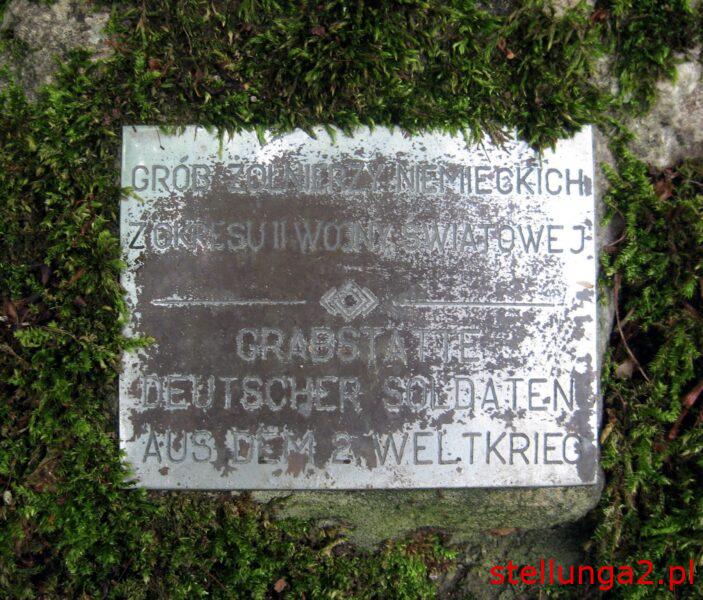 GRÓB ŻOŁNIERZY NIEMIECKICH
Z OKRESU II WOJNY ŚWIATOWEJ
GRABSTÄTTE
DEUTSCHER SOLDATEN
AUS DEM 2 WELTKRIEG
stellunga2.pl